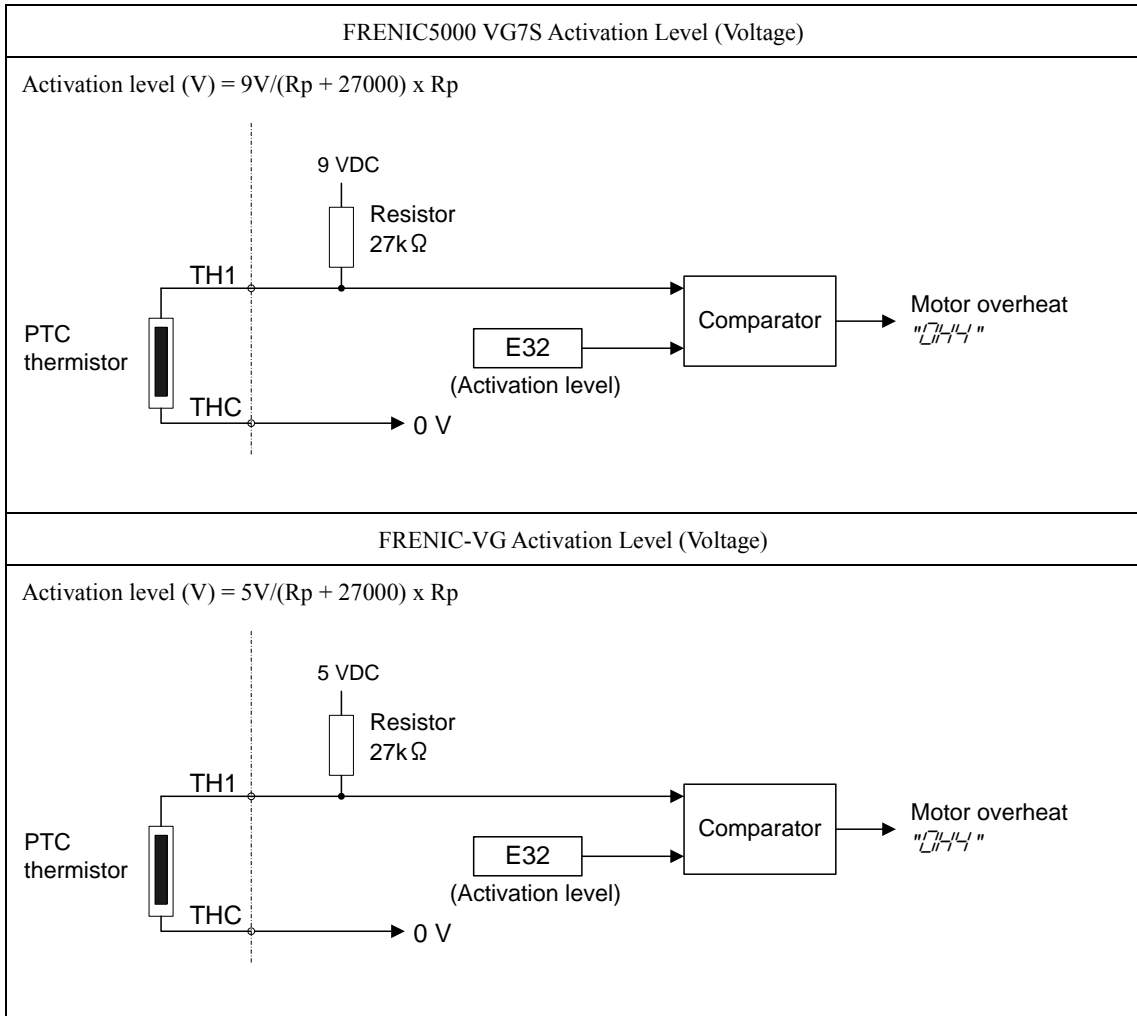 FRENIC5000 VG7S Activation Level (Voltage)
Activation level (V) = 9V/(Rp + 27000) x Rp
9 VDC
Resistor
27kΩ
TH1
PTC
thermistor
E32
(Activation level)
Comparator
Motor overheat
"0H4"
THC
0 V
FRENIC-VG Activation Level (Voltage)
Activation level (V) = 5V/(Rp + 27000) x Rp
5 VDC
Resistor
27kΩ
TH1
PTC
thermistor
E32
(Activation level)
Comparator
Motor overheat
"0H4"
THC
0 V